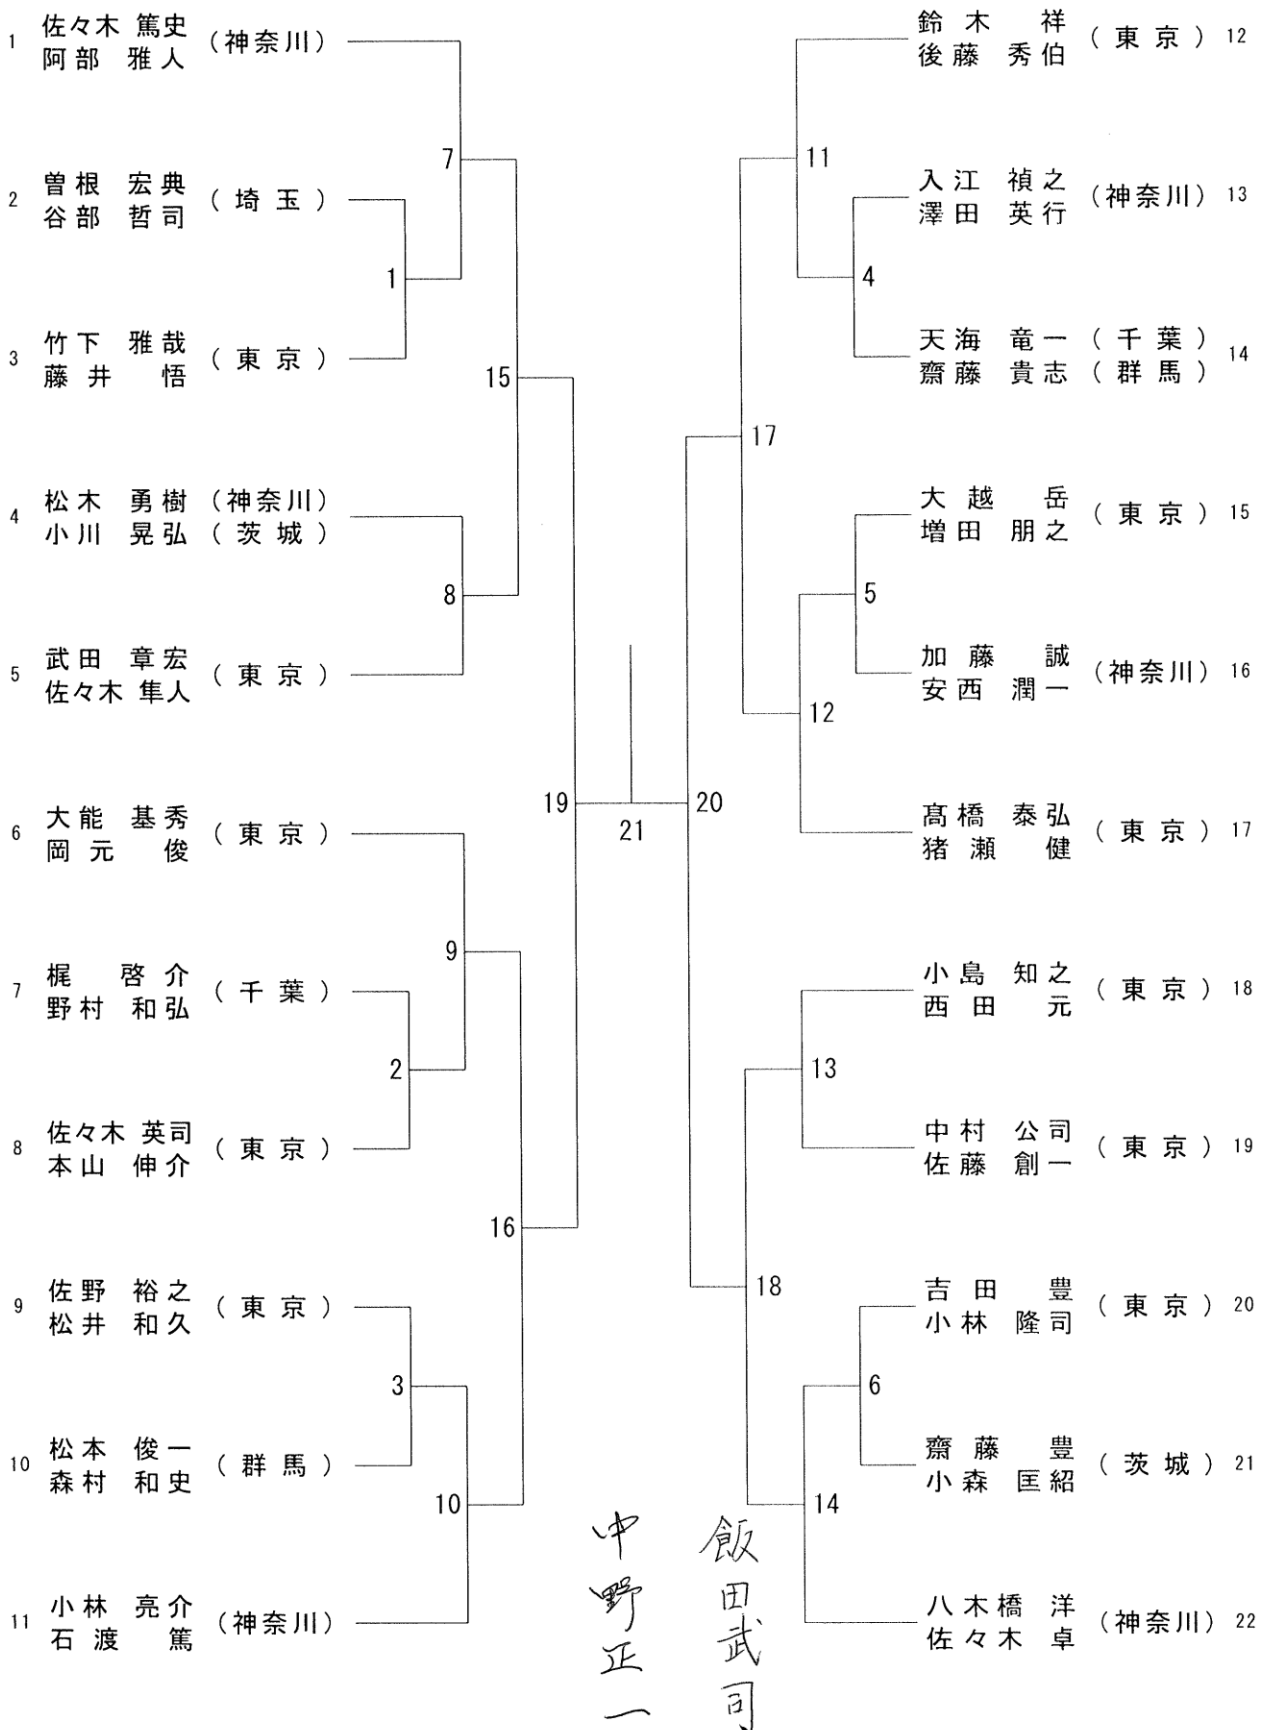 1 佐々木 篤史 (神奈川)
阿部 雅人
2 曽根 宏典 (埼玉)
谷部 哲司
3 竹下 雅哉 (東京)
藤井 悟
4 松木 勇樹 (神奈川)
小川 晃弘 (茨城)
5 武田 章宏 (東京)
佐々木 隼人
6 大能 基秀 (東京)
岡元 俊
7 梶 啓介 (千葉)
野村 和弘
8 佐々木 英司 (東京)
本山 伸介
9 佐野 裕之 (東京)
松井 和久
10 松本 俊一 (群馬)
森村 和史
11 小林 亮介 (神奈川)
石渡 篤
7
1
15
8
19
9
2
16
3
10
21
20
11
4
17
5
12
13
18
6
14
鈴木 祥 (東京) 12
後藤 秀伯
入江 禎之 (神奈川) 13
澤田 英行
天海 竜一 (千葉) 14
齋藤 貴志 (群馬)
大越 岳 (東京) 15
増田 朋之
加藤 誠 (神奈川) 16
安西 潤一
髙橋 泰弘 (東京) 17
猪瀬 健
小島 知之 (東京) 18
西田 元
中村 公司 (東京) 19
佐藤 創一
吉田 豊 (東京) 20
小林 隆司
齋藤 豊 (茨城) 21
小森 匡紹
八木橋 洋 (神奈川) 22
佐々木 卓
飯田武司
中野正一